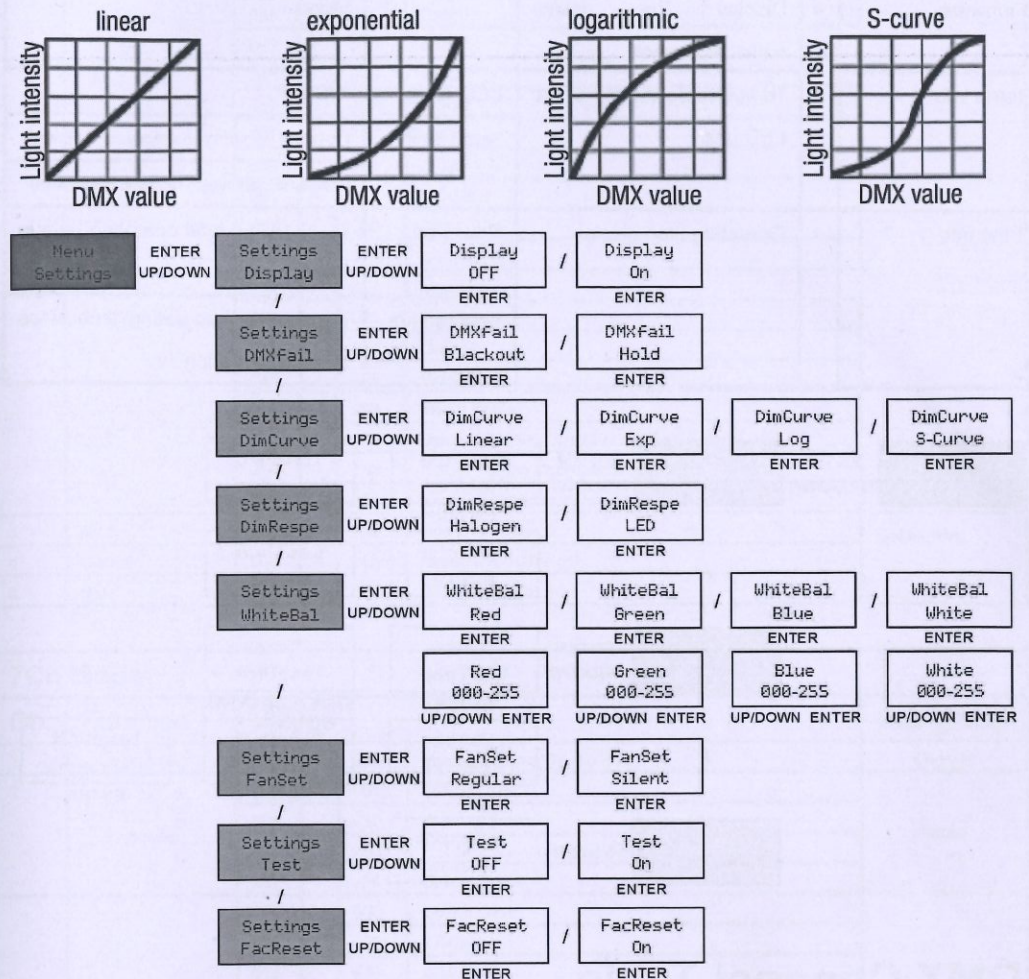 linear exponential logarithmic S-curve
Light intensity Light intensity Light intensity Light intensity
DMX value DMX value DMX value DMX value
Menu ENTER Settings ENTER Display / Display
Settings UP/DOWN Display UP/DOWN OFF On
/ ENTER ENTER
Settings ENTER DMXfail / DMXfail
DMXfail UP/DOWN Blackout Hold
/ ENTER ENTER
Settings ENTER DimCurve / DimCurve / DimCurve / DimCurve
DimCurve UP/DOWN Linear Exp Log S-Curve
/ ENTER ENTER ENTER ENTER
Settings ENTER DimRespe / DimRespe
DimRespe UP/DOWN Halogen LED
/ ENTER ENTER
Settings ENTER WhiteBal / WhiteBal / WhiteBal / WhiteBal
WhiteBal UP/DOWN Red Green Blue White
ENTER ENTER ENTER ENTER
Red Green Blue White
/ 000-255 000-255 000-255 000-255
UP/DOWN ENTER UP/DOWN ENTER UP/DOWN ENTER UP/DOWN ENTER
Settings ENTER FanSet / FanSet
FanSet UP/DOWN Regular Silent
/ ENTER ENTER
Settings ENTER Test / Test
Test UP/DOWN OFF On
/ ENTER ENTER
Settings ENTER FacReset / FacReset
FacReset UP/DOWN OFF On
ENTER ENTER